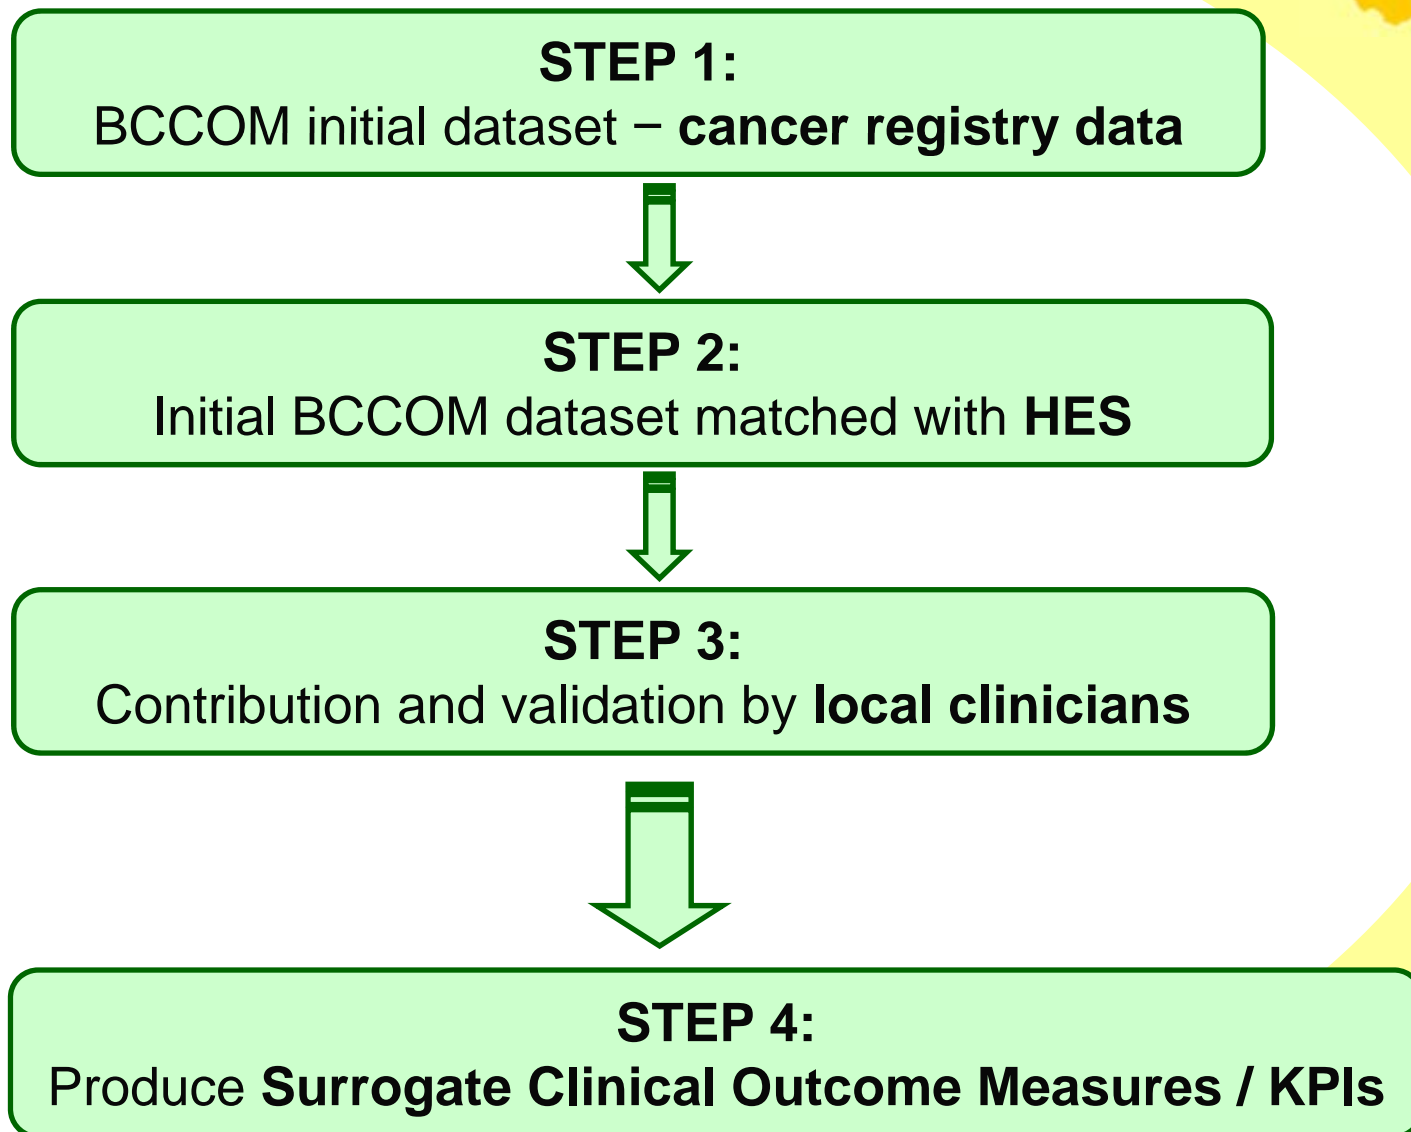 STEP 1:
BCCOM initial dataset – cancer registry data
STEP 2:
Initial BCCOM dataset matched with HES
STEP 3:
Contribution and validation by local clinicians
STEP 4:
Produce Surrogate Clinical Outcome Measures / KPIs